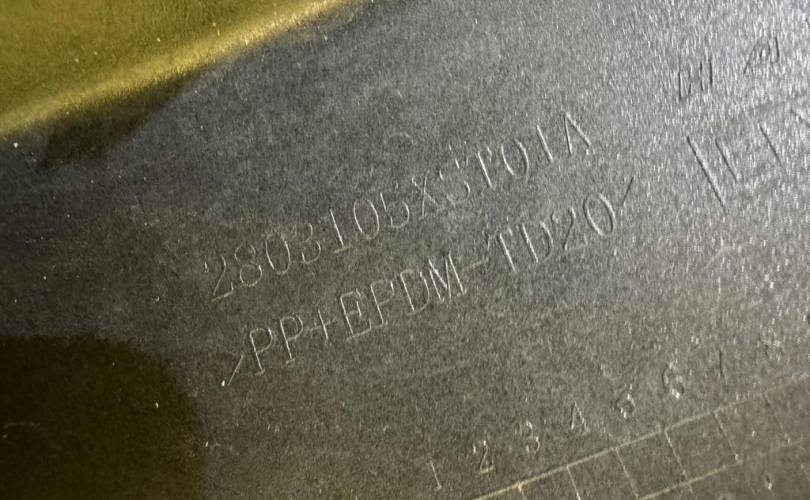 2803105XST01A
>PP+EPDM-TD20<
1 2 3 4 5 6 7 8